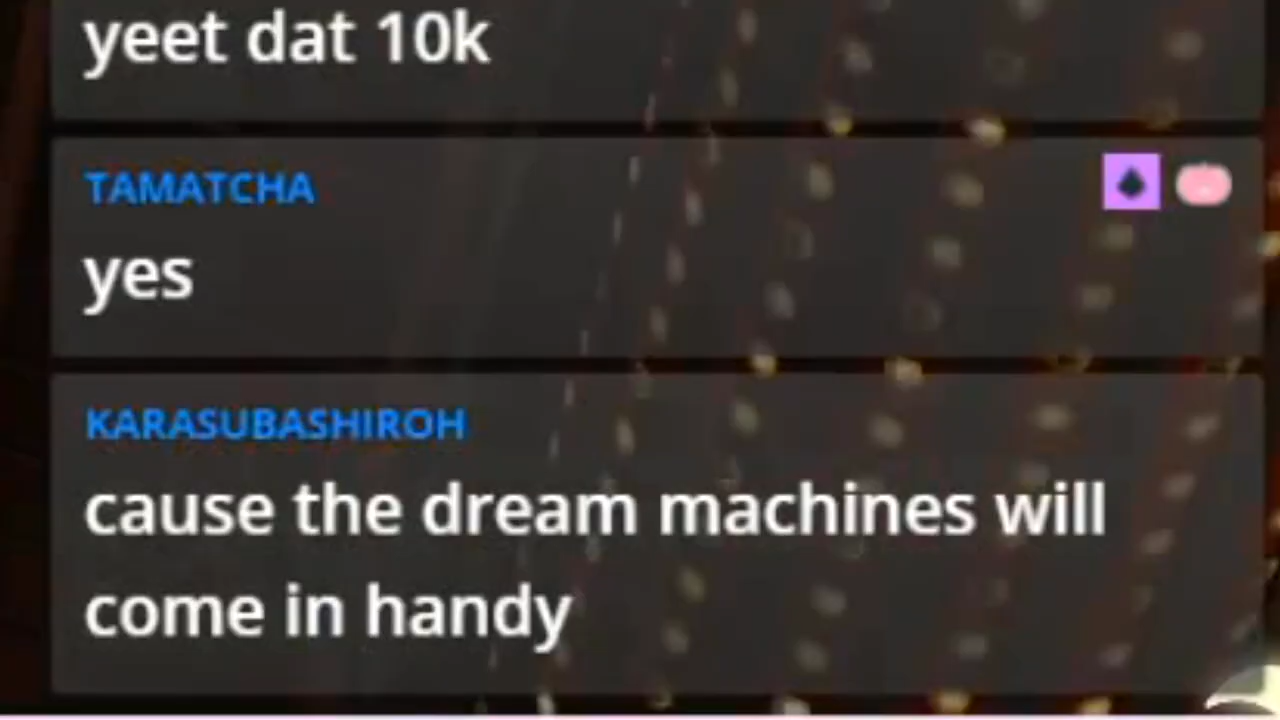 yeet dat 10k
TAMATCHA
yes
KARASUBASHIROH
cause the dream machines will
come in handy